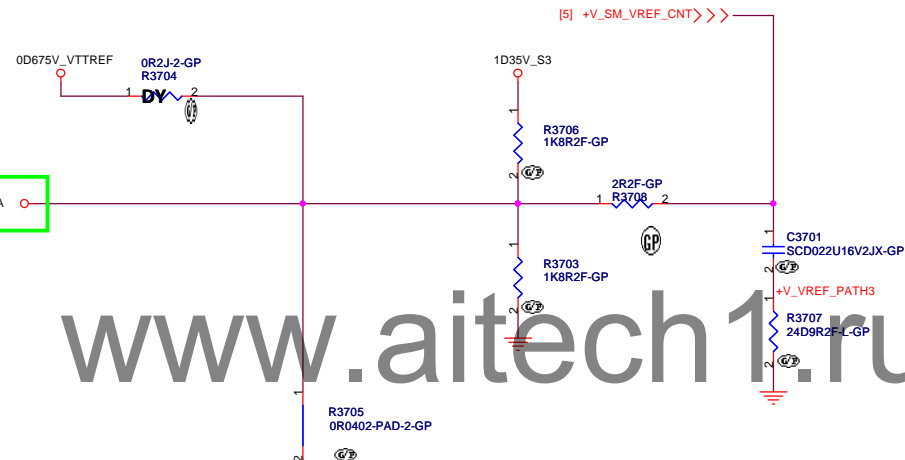 [5] +V_SM_VREF_CNT
0D675V_VTTREF
0R2J-2-GP
R3704
1 DY 2
G/P
1D35V_S3
1
R3706
1K8R2F-GP
2 G/P
A
2R2F-GP
1 R3708 2
GP
1
R3703
1K8R2F-GP
2 G/P
1
C3701
SCD022U16V2JX-GP
2 G/P
+V_VREF_PATH3
1
R3707
24D9R2F-L-GP
2 G/P
www.aitech1.ru
1
R3705
0R0402-PAD-2-GP
2 G/P